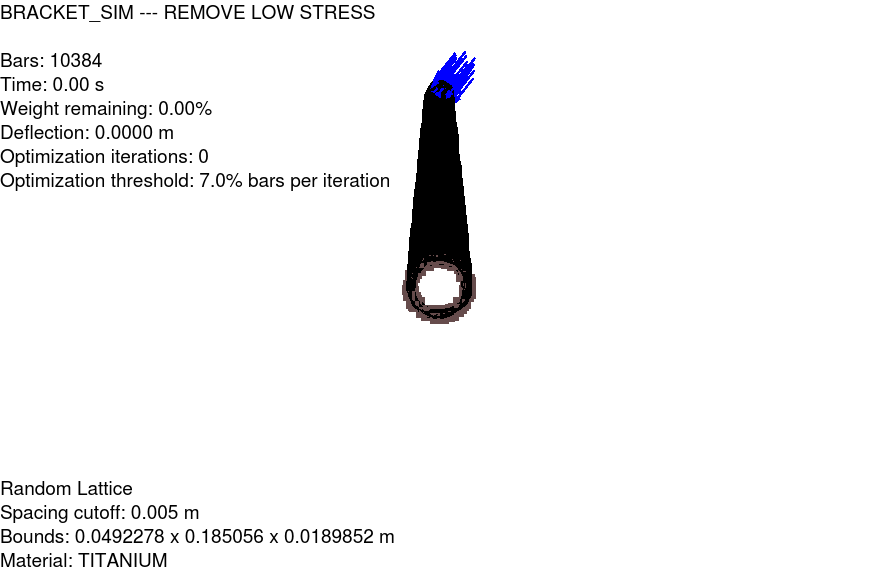 BRACKET_SIM --- REMOVE LOW STRESS
Bars: 10384
Time: 0.00 s
Weight remaining: 0.00%
Deflection: 0.0000 m
Optimization iterations: 0
Optimization threshold: 7.0% bars per iteration
Random Lattice
Spacing cutoff: 0.005 m
Bounds: 0.0492278 x 0.185056 x 0.0189852 m
Material: TITANIUM